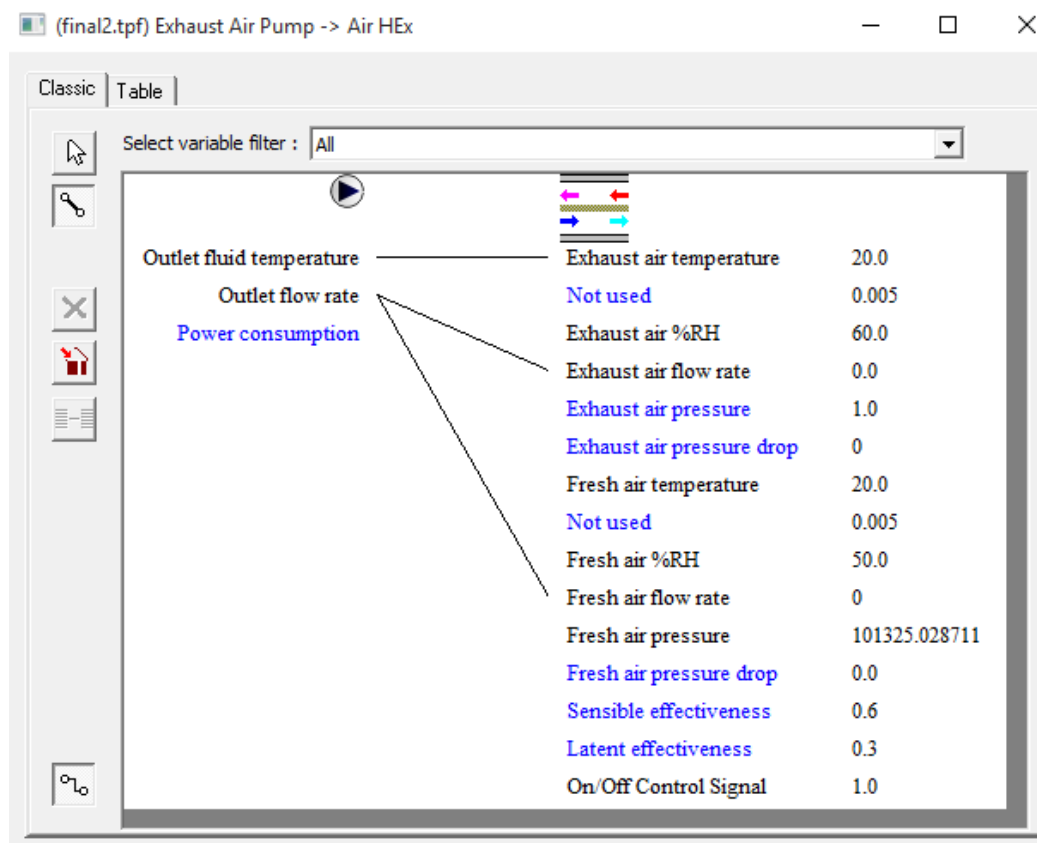 (final2.tpf) Exhaust Air Pump -> Air HEx
Classic Table
Select variable filter : All
Outlet fluid temperature Exhaust air temperature 20.0
Outlet flow rate Not used 0.005
Power consumption Exhaust air %RH 60.0
Exhaust air flow rate 0.0
Exhaust air pressure 1.0
Exhaust air pressure drop 0
Fresh air temperature 20.0
Not used 0.005
Fresh air %RH 50.0
Fresh air flow rate 0
Fresh air pressure 101325.028711
Fresh air pressure drop 0.0
Sensible effectiveness 0.6
Latent effectiveness 0.3
On/Off Control Signal 1.0